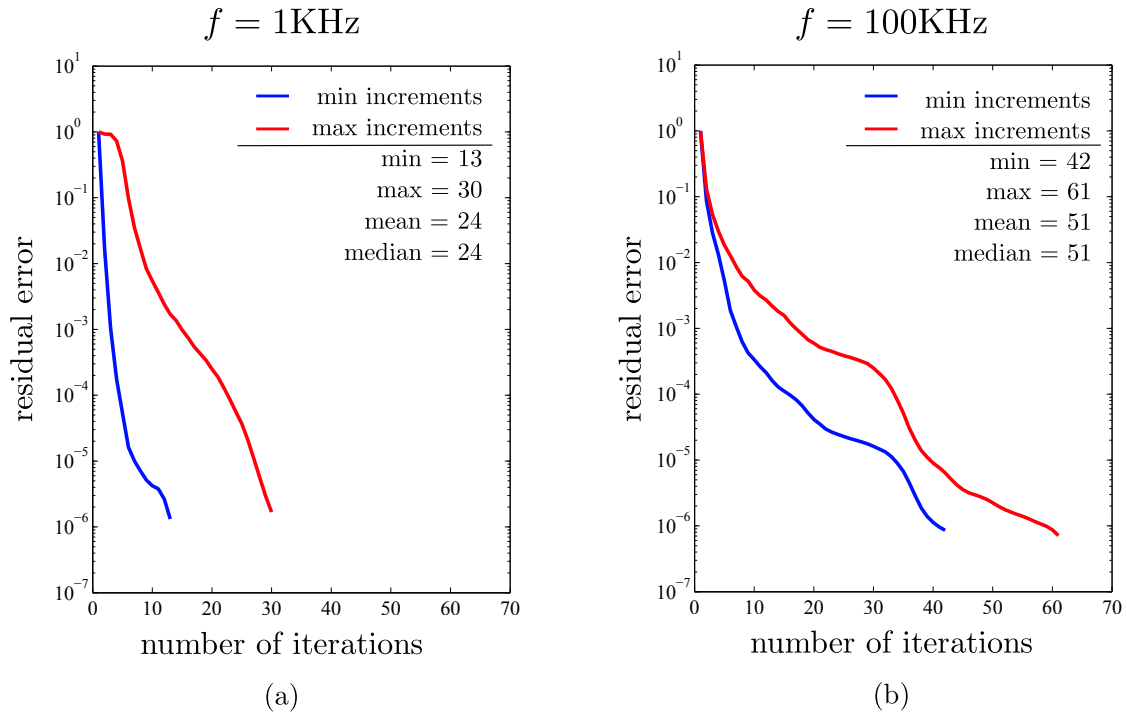 f = 1KHz
10^1
10^0
10^−1
10^−2
10^−3
10^−4
10^−5
10^−6
10^−7
residual error
min increments
max increments
min = 13
max = 30
mean = 24
median = 24
0 10 20 30 40 50 60 70
number of iterations
(a)
f = 100KHz
10^1
10^0
10^−1
10^−2
10^−3
10^−4
10^−5
10^−6
10^−7
residual error
min increments
max increments
min = 42
max = 61
mean = 51
median = 51
0 10 20 30 40 50 60 70
number of iterations
(b)